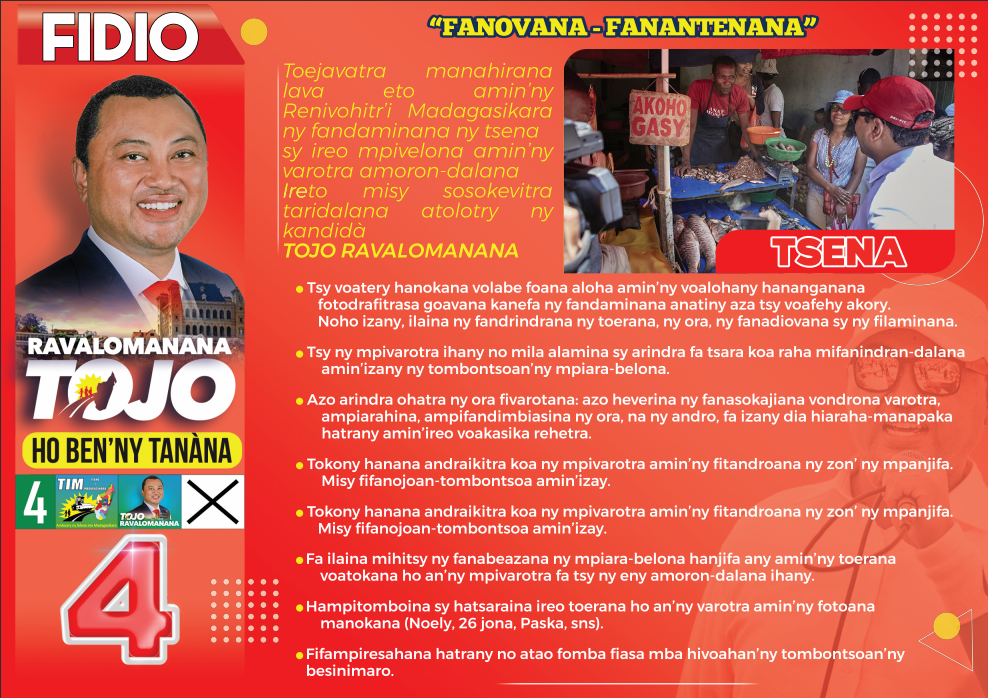 FIDIO
“FANOVANA - FANANTENANA”
Toejavatra manahirana
lava eto amin’ny
Renivohitr’i Madagasikara
ny fandaminana ny tsena
sy ireo mpivelona amin’ny
varotra amoron-dalana
Ireto misy sosokevitra
taridalana atolotry ny
kandidà
TOJO RAVALOMANANA
AKOHO
GASY
TSENA
Tsy voatery hanokana volabe foana aloha amin’ny voalohany hananganana
fotodrafitrasa goavana kanefa ny fandaminana anatiny aza tsy voafehy akory.
Noho izany, ilaina ny fandrindrana ny toerana, ny ora, ny fanadiovana sy ny filaminana.
Tsy ny mpivarotra ihany no mila alamina sy arindra fa tsara koa raha mifanindran-dalana
amin’izany ny tombontsoan’ny mpiara-belona.
Azo arindra ohatra ny ora fivarotana: azo heverina ny fanasokajiana vondrona varotra,
ampiarahina, ampifandimbiasina ny ora, na ny andro, fa izany dia hiaraha-manapaka
hatrany amin’ireo voakasika rehetra.
Tokony hanana andraikitra koa ny mpivarotra amin’ny fitandroana ny zon’ ny mpanjifa.
Misy fifanojoan-tombontsoa amin’izay.
Tokony hanana andraikitra koa ny mpivarotra amin’ny fitandroana ny zon’ ny mpanjifa.
Misy fifanojoan-tombontsoa amin’izay.
Fa ilaina mihitsy ny fanabeazana ny mpiara-belona hanjifa any amin’ny toerana
voatokana ho an’ny mpivarotra fa tsy ny eny amoron-dalana ihany.
Hampitomboina sy hatsaraina ireo toerana ho an’ny varotra amin’ny fotoana
manokana (Noely, 26 jona, Paska, sns).
Fifampiresahana hatrany no atao fomba fiasa mba hivoahan’ny tombontsoan’ny
besinimaro.
RAVALOMANANA
TOJO
HO BEN’NY TANÀNA
4
TIM
TOJO
RAVALOMANANA
4